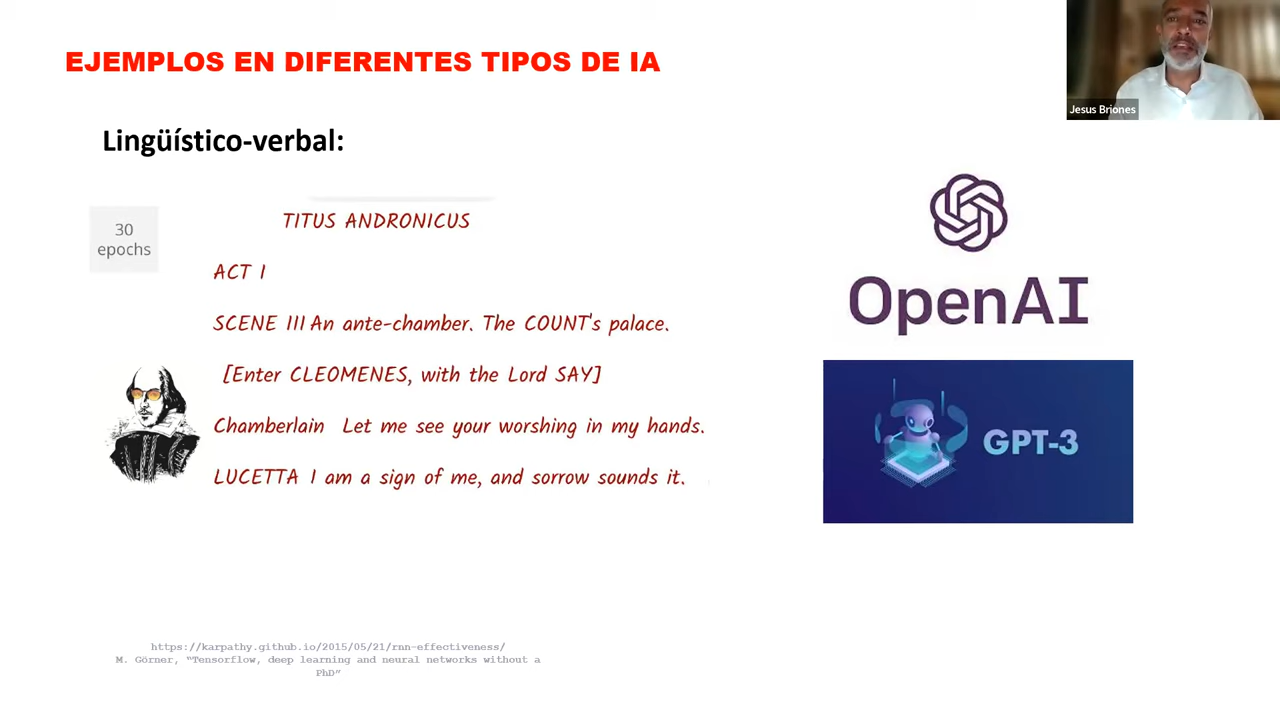 EJEMPLOS EN DIFERENTES TIPOS DE IA
Jesus Briones
Lingüístico-verbal:
30
epochs
TITUS ANDRONICUS
ACT I
SCENE III An ante-chamber. The COUNT's palace.
[Enter CLEOMENES, with the Lord SAY]
Chamberlain Let me see your worshing in my hands.
LUCETTA I am a sign of me, and sorrow sounds it.
OpenAI
GPT-3
https://karpathy.github.io/2015/05/21/rnn-effectiveness/
M. Görner, "Tensorflow, deep learning and neural networks without a
PhD"